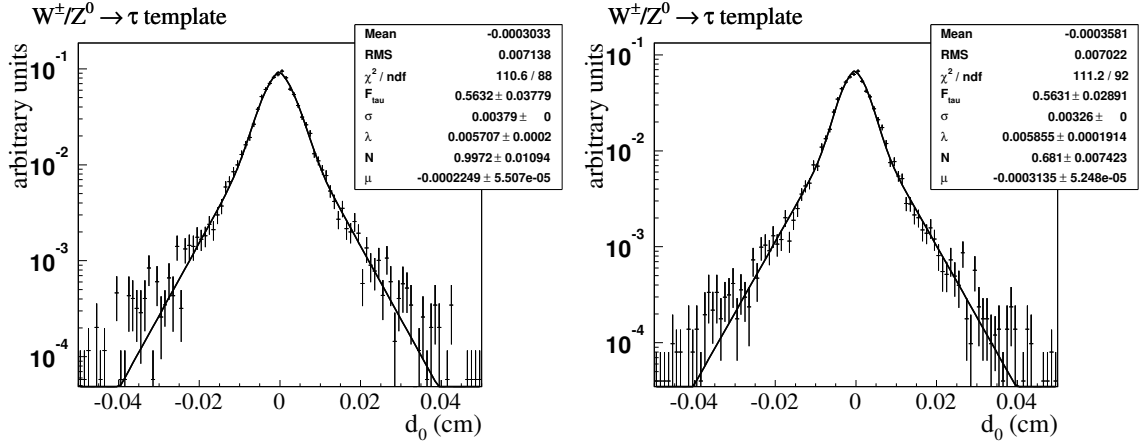 W±/Z⁰ → τ template
arbitrary units
10⁻¹
10⁻²
10⁻³
10⁻⁴
Mean -0.0003033
RMS 0.007138
χ² / ndf 110.6 / 88
F_tau 0.5632 ± 0.03779
σ 0.00379 ± 0
λ 0.005707 ± 0.0002
N 0.9972 ± 0.01094
μ -0.0002249 ± 5.507e-05
-0.04 -0.02 0 0.02 0.04
d₀ (cm)
W±/Z⁰ → τ template
arbitrary units
10⁻¹
10⁻²
10⁻³
10⁻⁴
Mean -0.0003581
RMS 0.007022
χ² / ndf 111.2 / 92
F_tau 0.5631 ± 0.02891
σ 0.00326 ± 0
λ 0.005855 ± 0.0001914
N 0.681 ± 0.007423
μ -0.0003135 ± 5.248e-05
-0.04 -0.02 0 0.02 0.04
d₀ (cm)